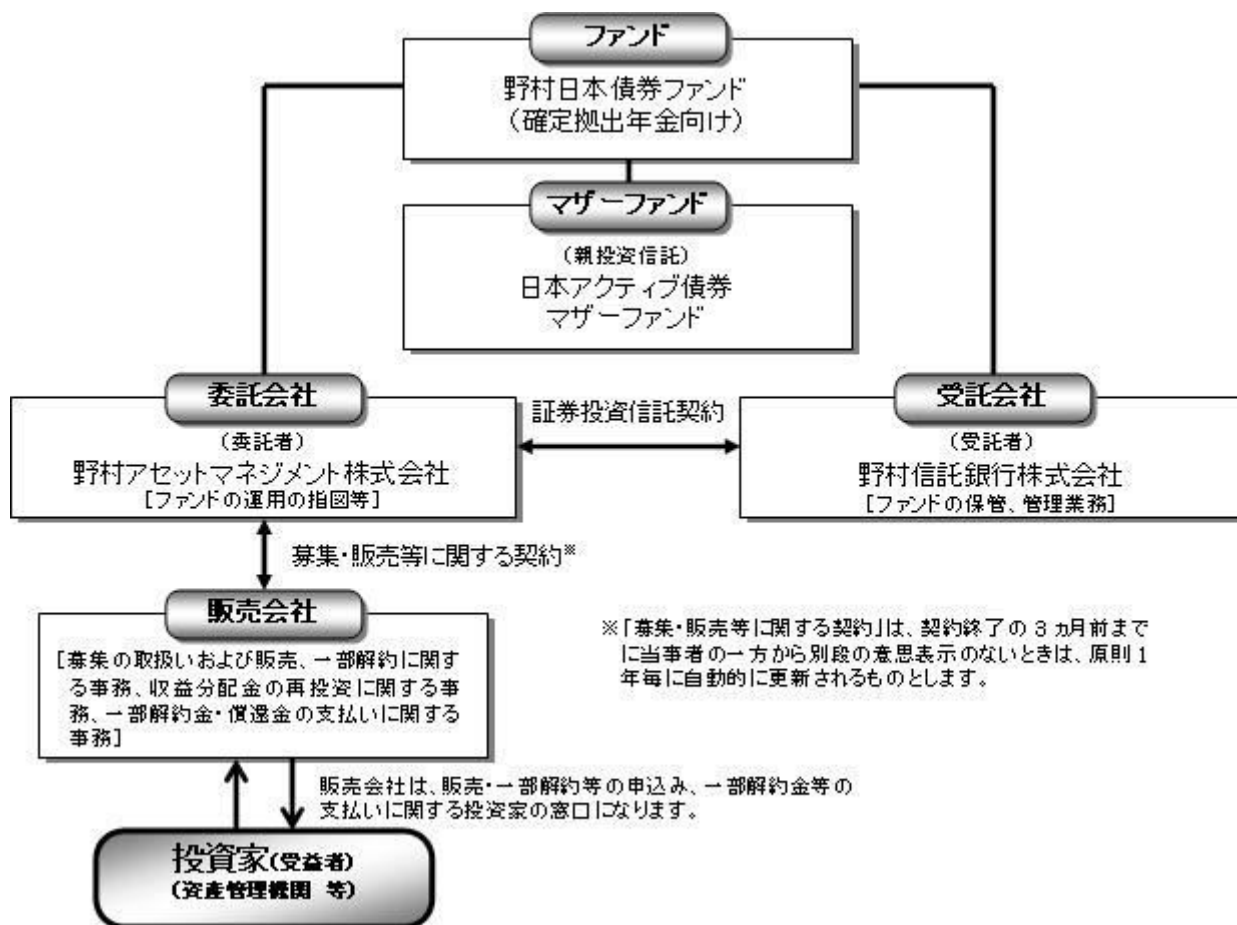 ファンド
野村日本債券ファンド
（確定拠出年金向け）
マザーファンド
（親投資信託）
日本アクティブ債券
マザーファンド
委託会社
（委託者）
野村アセットマネジメント株式会社
［ファンドの運用の指図等］
証券投資信託契約
受託会社
（受託者）
野村信託銀行株式会社
［ファンドの保管、管理業務］
募集・販売等に関する契約※
販売会社
［募集の取扱いおよび販売、一部解約に関す
る事務、収益分配金の再投資に関する事
務、一部解約金・償還金の支払いに関する
事務］
※「募集・販売等に関する契約」は、契約終了の３ヵ月前まで
に当事者の一方から別段の意思表示のないときは、原則１
年毎に自動的に更新されるものとします。
販売会社は、販売・一部解約等の申込み、一部解約金等の
支払いに関する投資家の窓口になります。
投資家（受益者）
（資産管理機関 等）